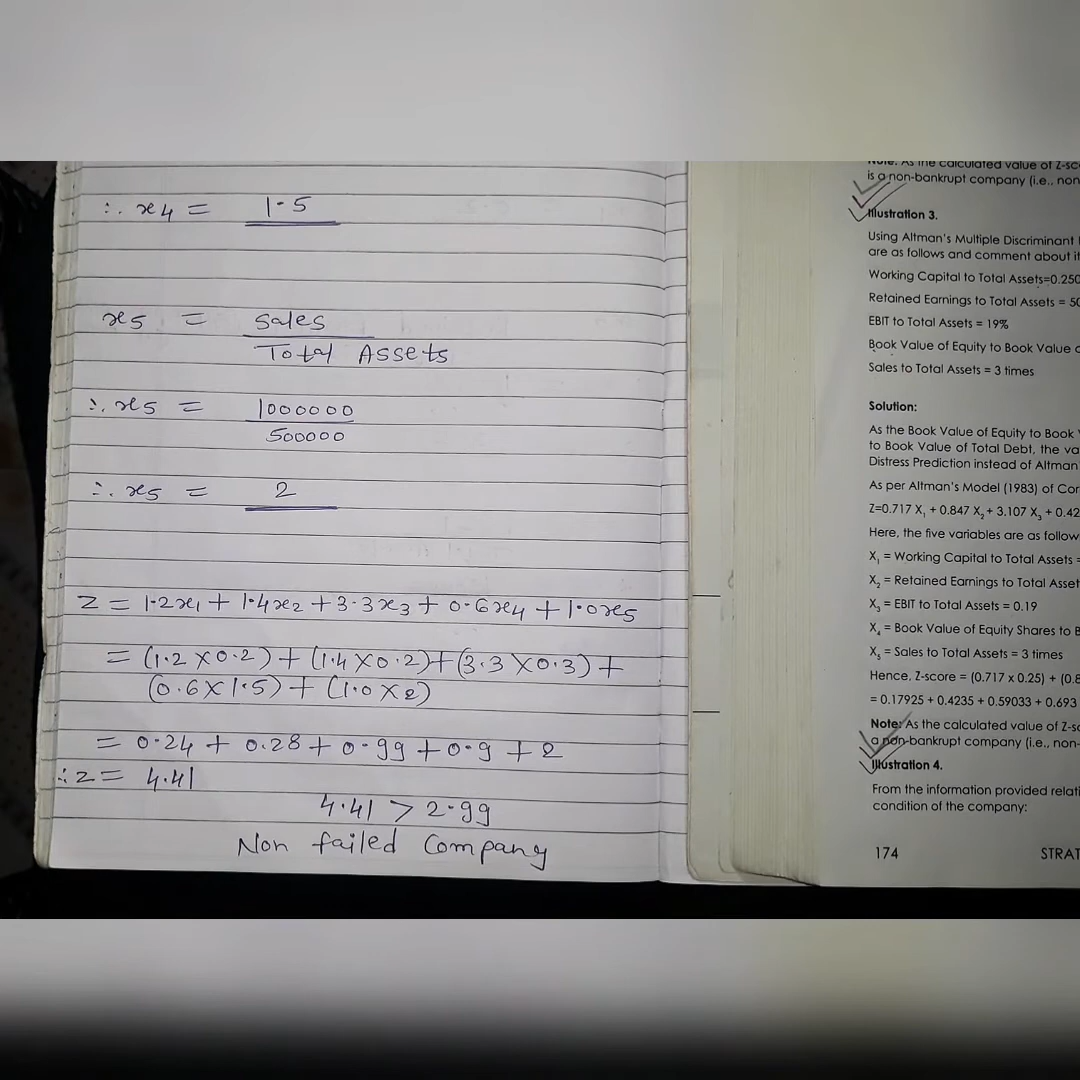 ∴ x4 = 1.5
x5 = Sales
Total Assets
∴ x5 = 1000000
500000
∴ x5 = 2
Z = 1.2x1 + 1.4x2 + 3.3x3 + 0.6x4 + 1.0x5
= (1.2 × 0.2) + (1.4 × 0.2) + (3.3 × 0.3) +
(0.6 × 1.5) + (1.0 × 2)
= 0.24 + 0.28 + 0.99 + 0.9 + 2
∴ z = 4.41
4.41 > 2.99
Non failed Company
Note: As the calculated value of Z-sc
is a non-bankrupt company (i.e., non
Illustration 3.
Using Altman's Multiple Discriminant
are as follows and comment about it
Working Capital to Total Assets=0.250
Retained Earnings to Total Assets = 50
EBIT to Total Assets = 19%
Book Value of Equity to Book Value
Sales to Total Assets = 3 times
Solution:
As the Book Value of Equity to Book
to Book Value of Total Debt, the va
Distress Prediction instead of Altman
As per Altman's Model (1983) of Cor
Z=0.717 X1 + 0.847 X2 + 3.107 X3 + 0.42
Here, the five variables are as follow
X1 = Working Capital to Total Assets =
X2 = Retained Earnings to Total Asset
X3 = EBIT to Total Assets = 0.19
X4 = Book Value of Equity Shares to B
X5 = Sales to Total Assets = 3 times
Hence, Z-score = (0.717 x 0.25) + (0.8
= 0.17925 + 0.4235 + 0.59033 + 0.693
Note: As the calculated value of Z-sc
a non-bankrupt company (i.e., non-
Illustration 4.
From the information provided relati
condition of the company:
174 STRAT